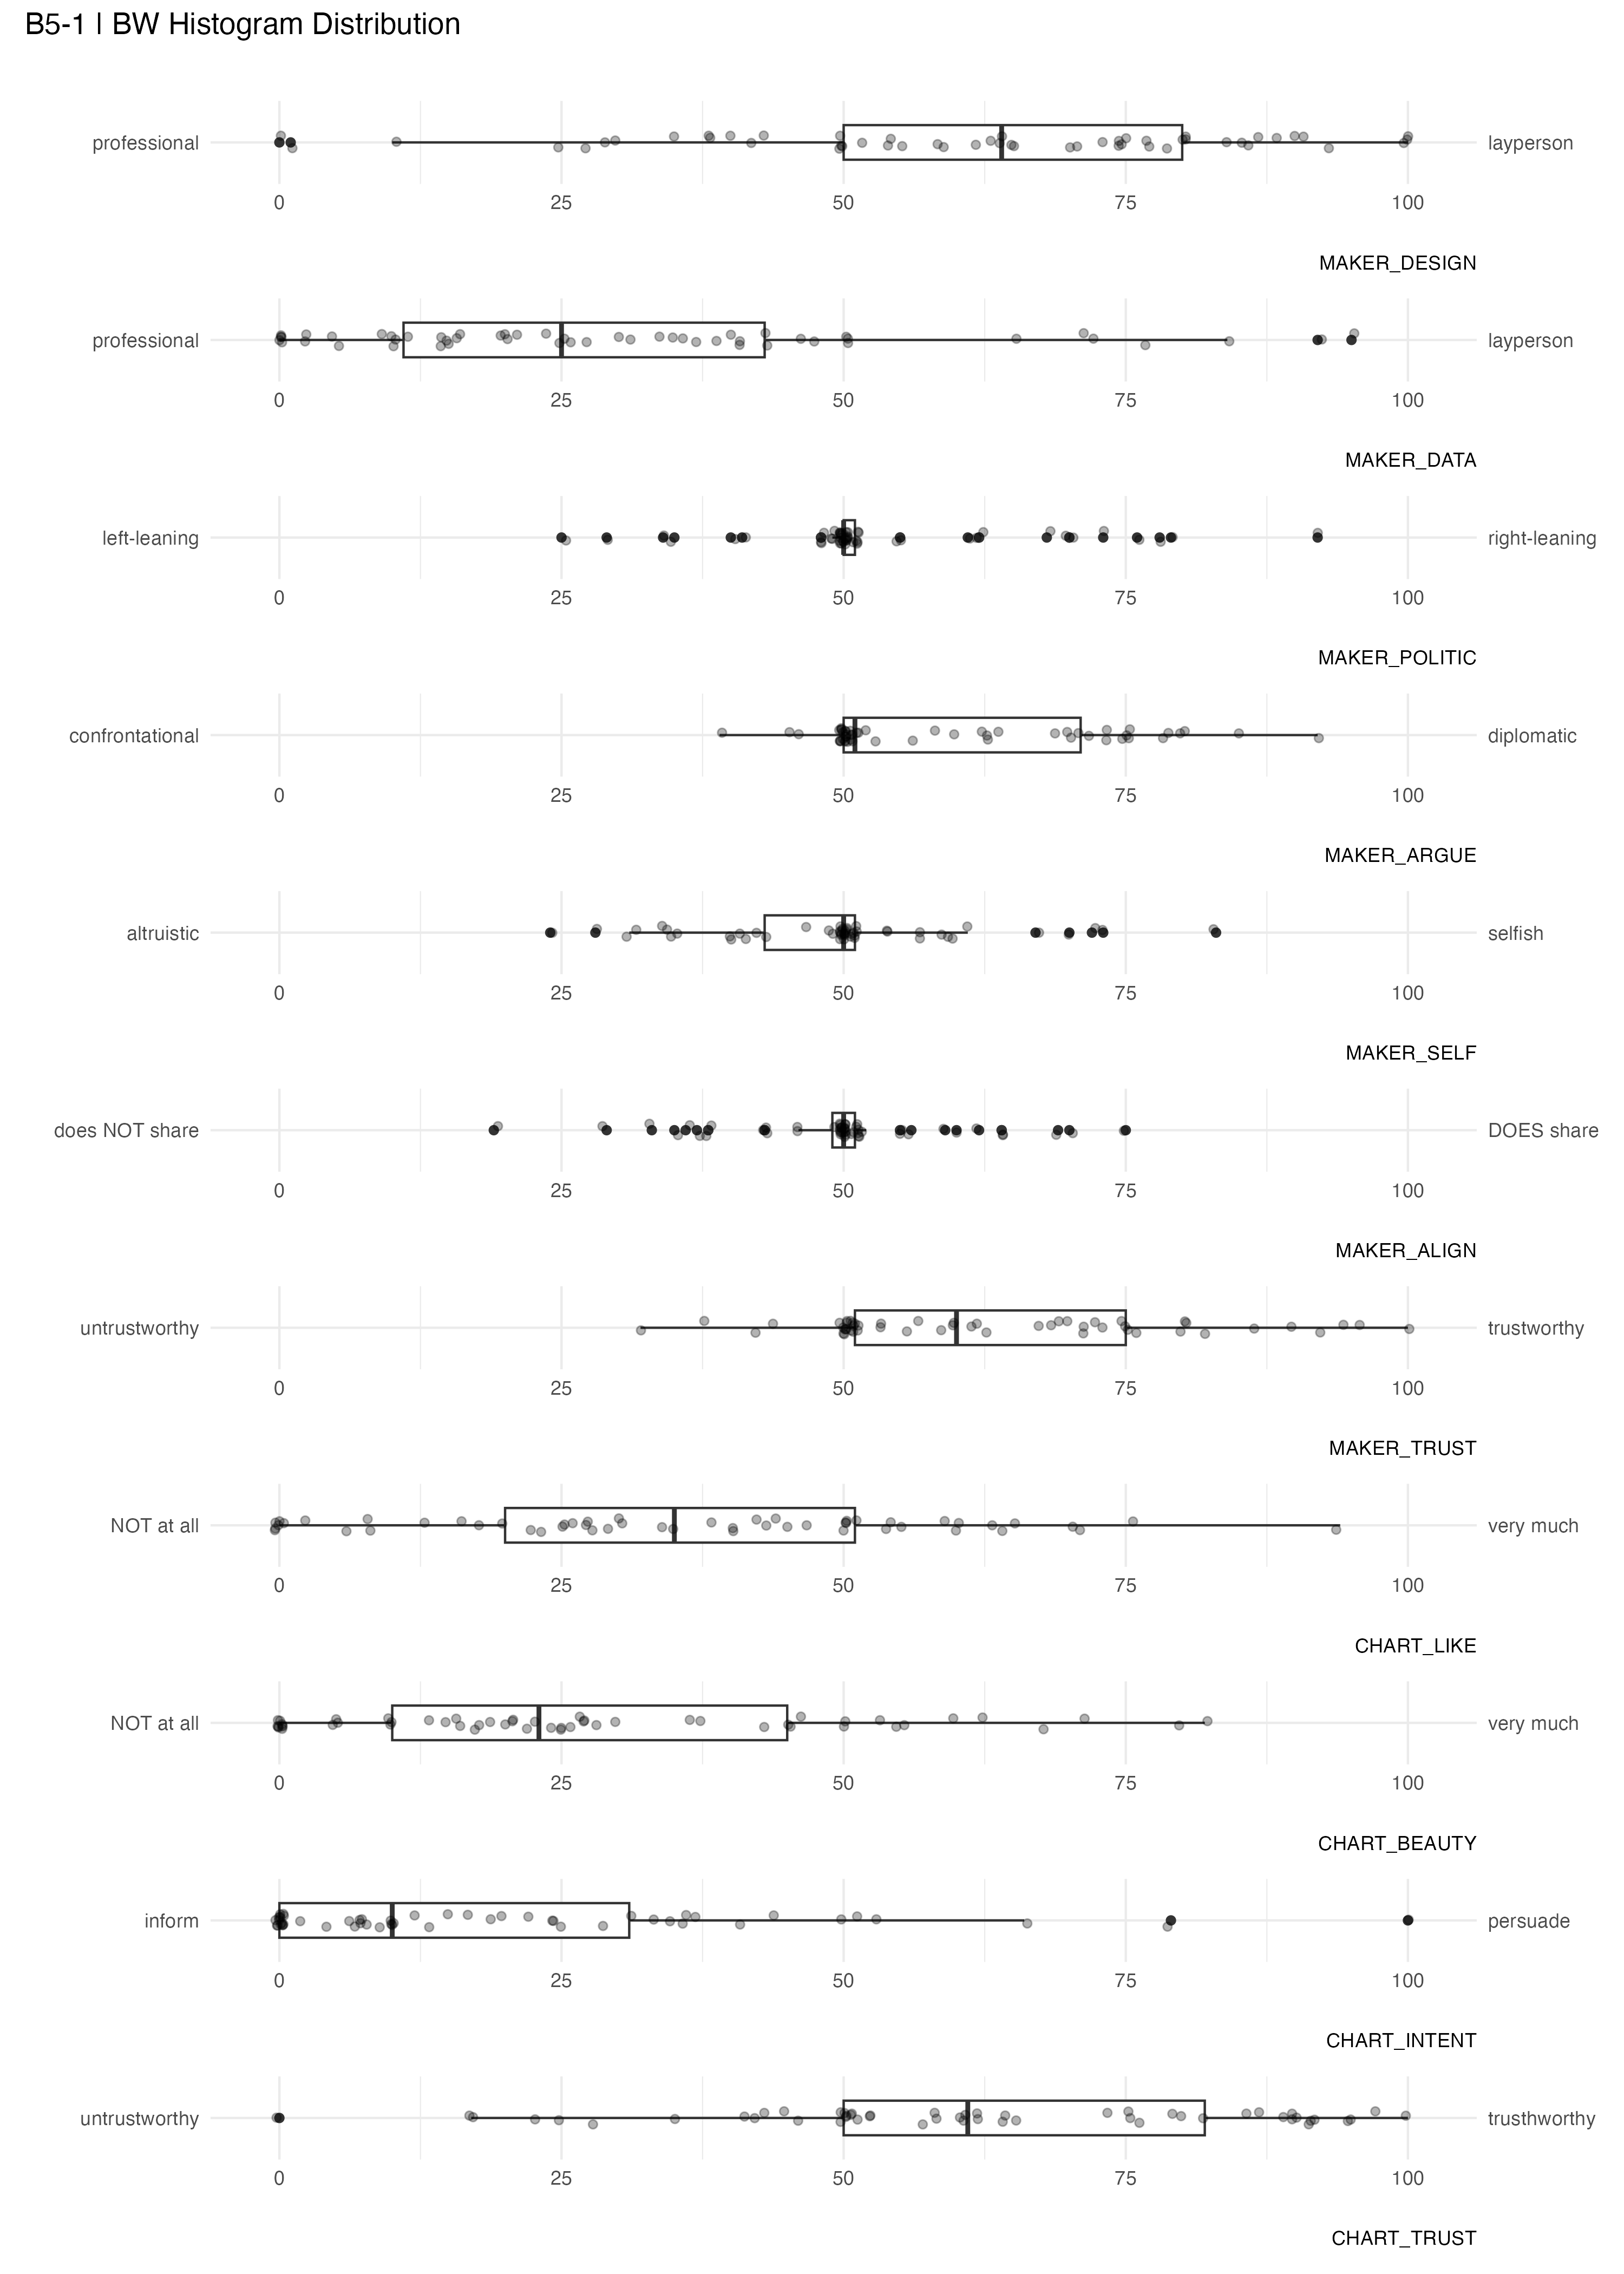 B5-1 | BW Histogram Distribution
professional layperson
0 25 50 75 100
MAKER_DESIGN
professional layperson
0 25 50 75 100
MAKER_DATA
left-leaning right-leaning
0 25 50 75 100
MAKER_POLITIC
confrontational diplomatic
0 25 50 75 100
MAKER_ARGUE
altruistic selfish
0 25 50 75 100
MAKER_SELF
does NOT share DOES share
0 25 50 75 100
MAKER_ALIGN
untrustworthy trustworthy
0 25 50 75 100
MAKER_TRUST
NOT at all very much
0 25 50 75 100
CHART_LIKE
NOT at all very much
0 25 50 75 100
CHART_BEAUTY
inform persuade
0 25 50 75 100
CHART_INTENT
untrustworthy trusthworthy
0 25 50 75 100
CHART_TRUST